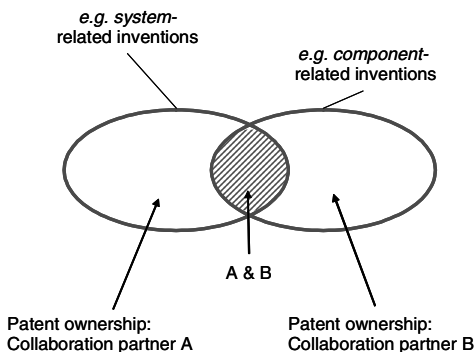 e.g. system-
related inventions
e.g. component-
related inventions
A & B
Patent ownership:
Collaboration partner A
Patent ownership:
Collaboration partner B